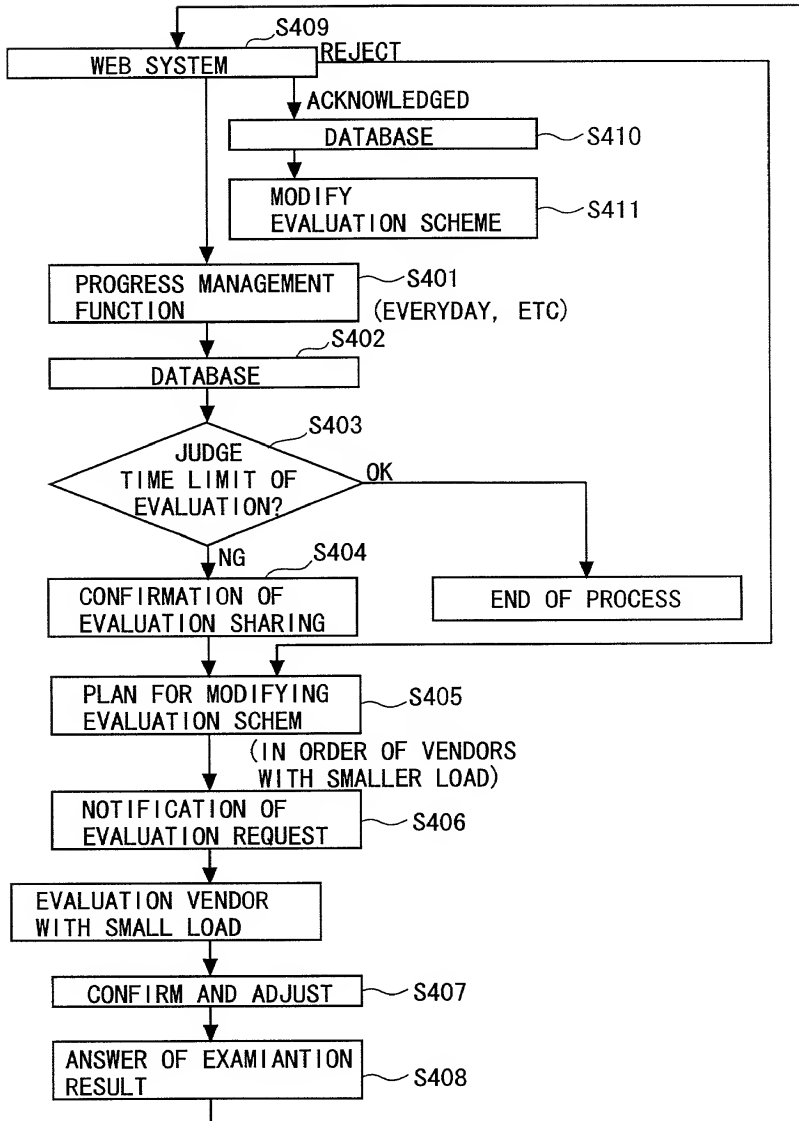 S409
WEB SYSTEM
REJECT
ACKNOWLEDGED
DATABASE
S410
MODIFY
EVALUATION SCHEME
S411
PROGRESS MANAGEMENT
FUNCTION
S401
(EVERYDAY, ETC)
S402
DATABASE
S403
JUDGE
TIME LIMIT OF
EVALUATION?
OK
NG
S404
CONFIRMATION OF
EVALUATION SHARING
END OF PROCESS
PLAN FOR MODIFYING
EVALUATION SCHEM
S405
(IN ORDER OF VENDORS
WITH SMALLER LOAD)
NOTIFICATION OF
EVALUATION REQUEST
S406
EVALUATION VENDOR
WITH SMALL LOAD
CONFIRM AND ADJUST
S407
ANSWER OF EXAMIANTION
RESULT
S408